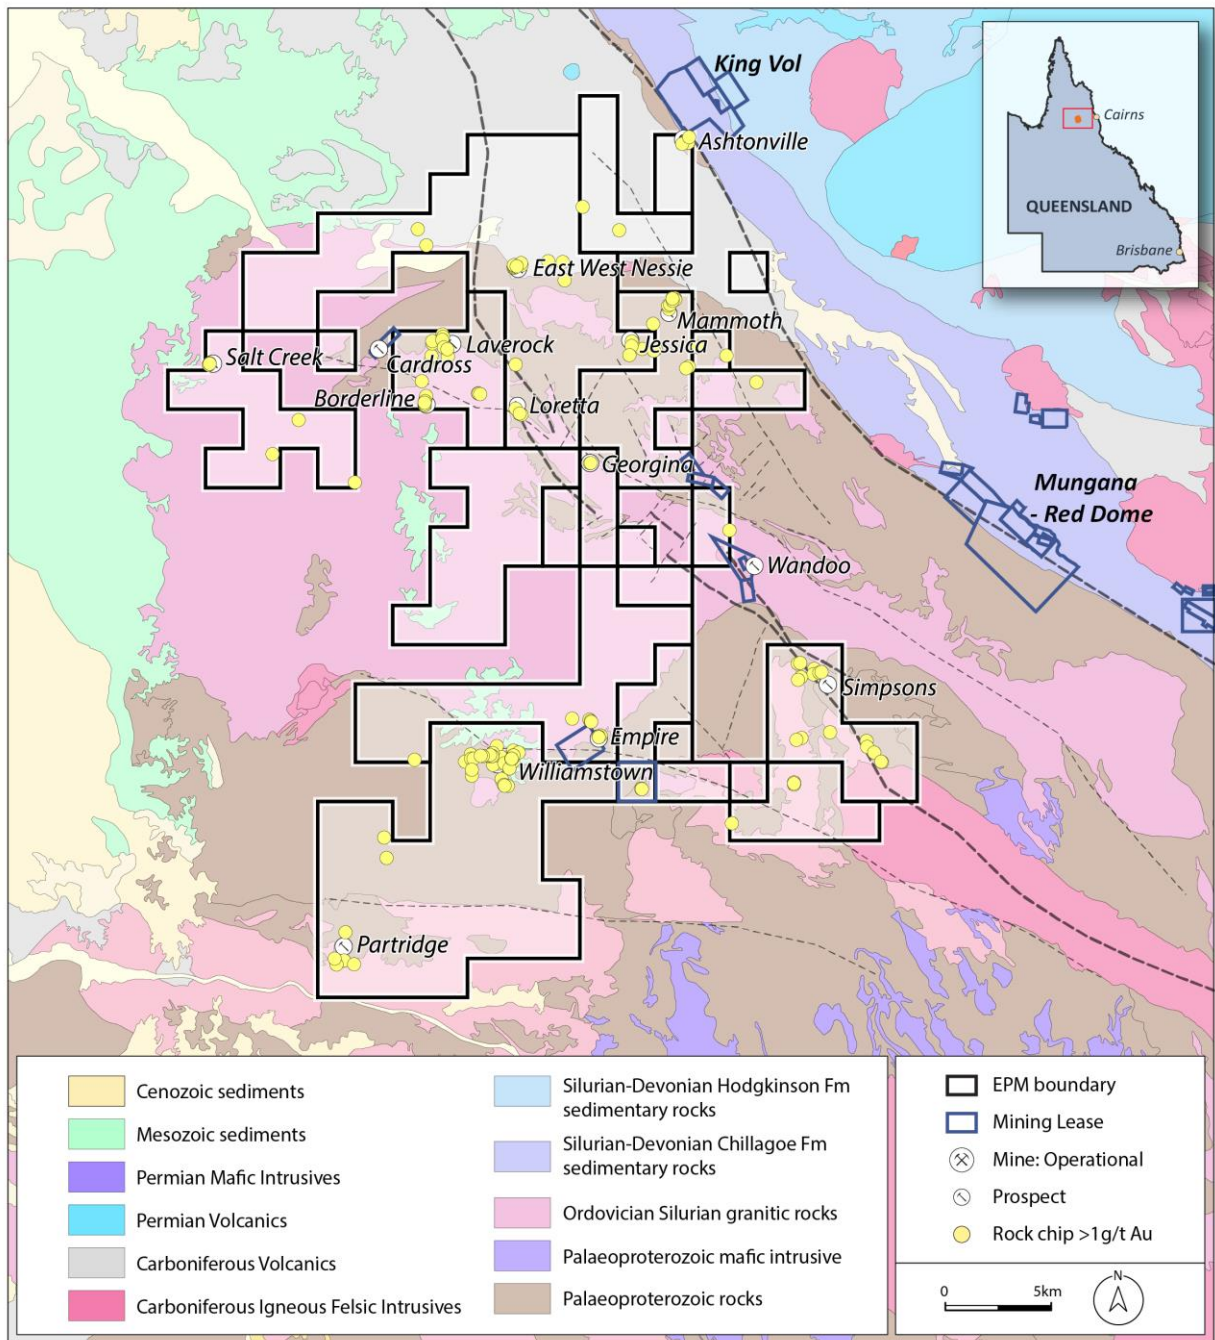 King Vol
Ashtonville
Cairns
QUEENSLAND
Brisbane
East West Nessie
Mammoth
Jessica
Laverock
Salt Creek
Cardross
Borderline
Loretta
Georgina
Mungana
- Red Dome
Wandoo
Simpsons
Empire
Williamstown
Partridge
Cenozoic sediments
Mesozoic sediments
Permian Mafic Intrusives
Permian Volcanics
Carboniferous Volcanics
Carboniferous Igneous Felsic Intrusives
Silurian-Devonian Hodgkinson Fm
sedimentary rocks
Silurian-Devonian Chillagoe Fm
sedimentary rocks
Ordovician Silurian granitic rocks
Palaeoproterozoic mafic intrusive
Palaeoproterozoic rocks
EPM boundary
Mining Lease
Mine: Operational
Prospect
Rock chip >1g/t Au
0 5km
N